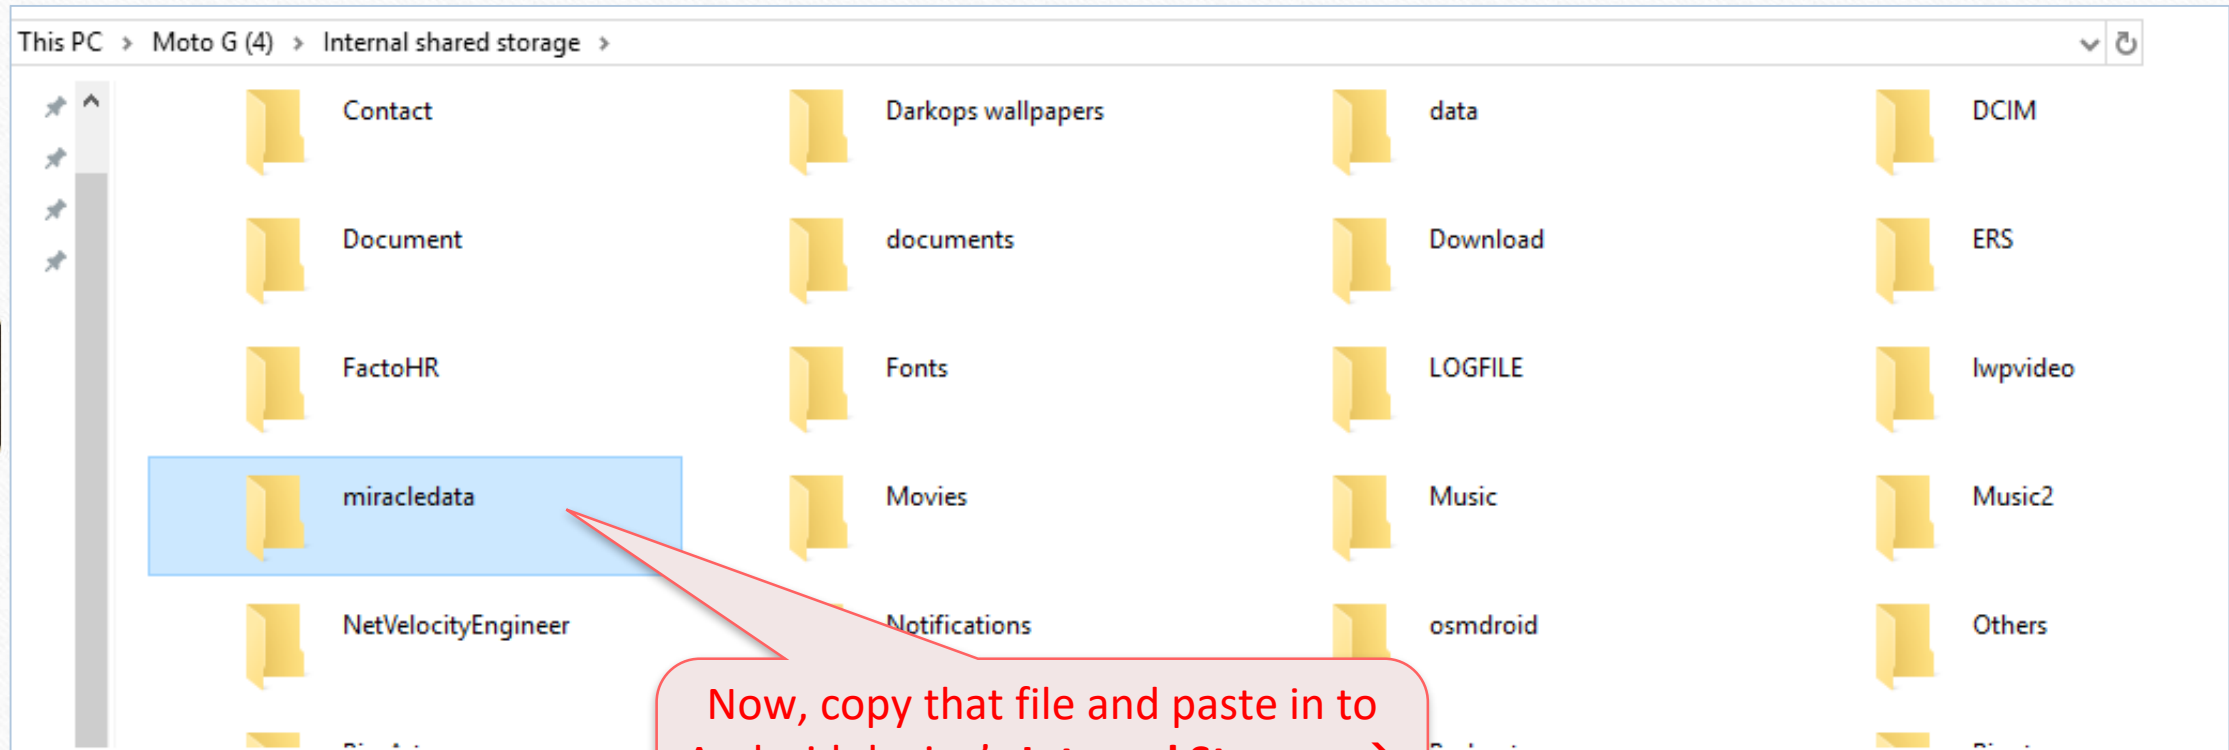 This PC > Moto G (4) > Internal shared storage >
Contact
Darkops wallpapers
data
DCIM
Document
documents
Download
ERS
FactoHR
Fonts
LOGFILE
lwpvideo
miracledata
Movies
Music
Music2
NetVelocityEngineer
Notifications
osmdroid
Others
Now, copy that file and paste in to